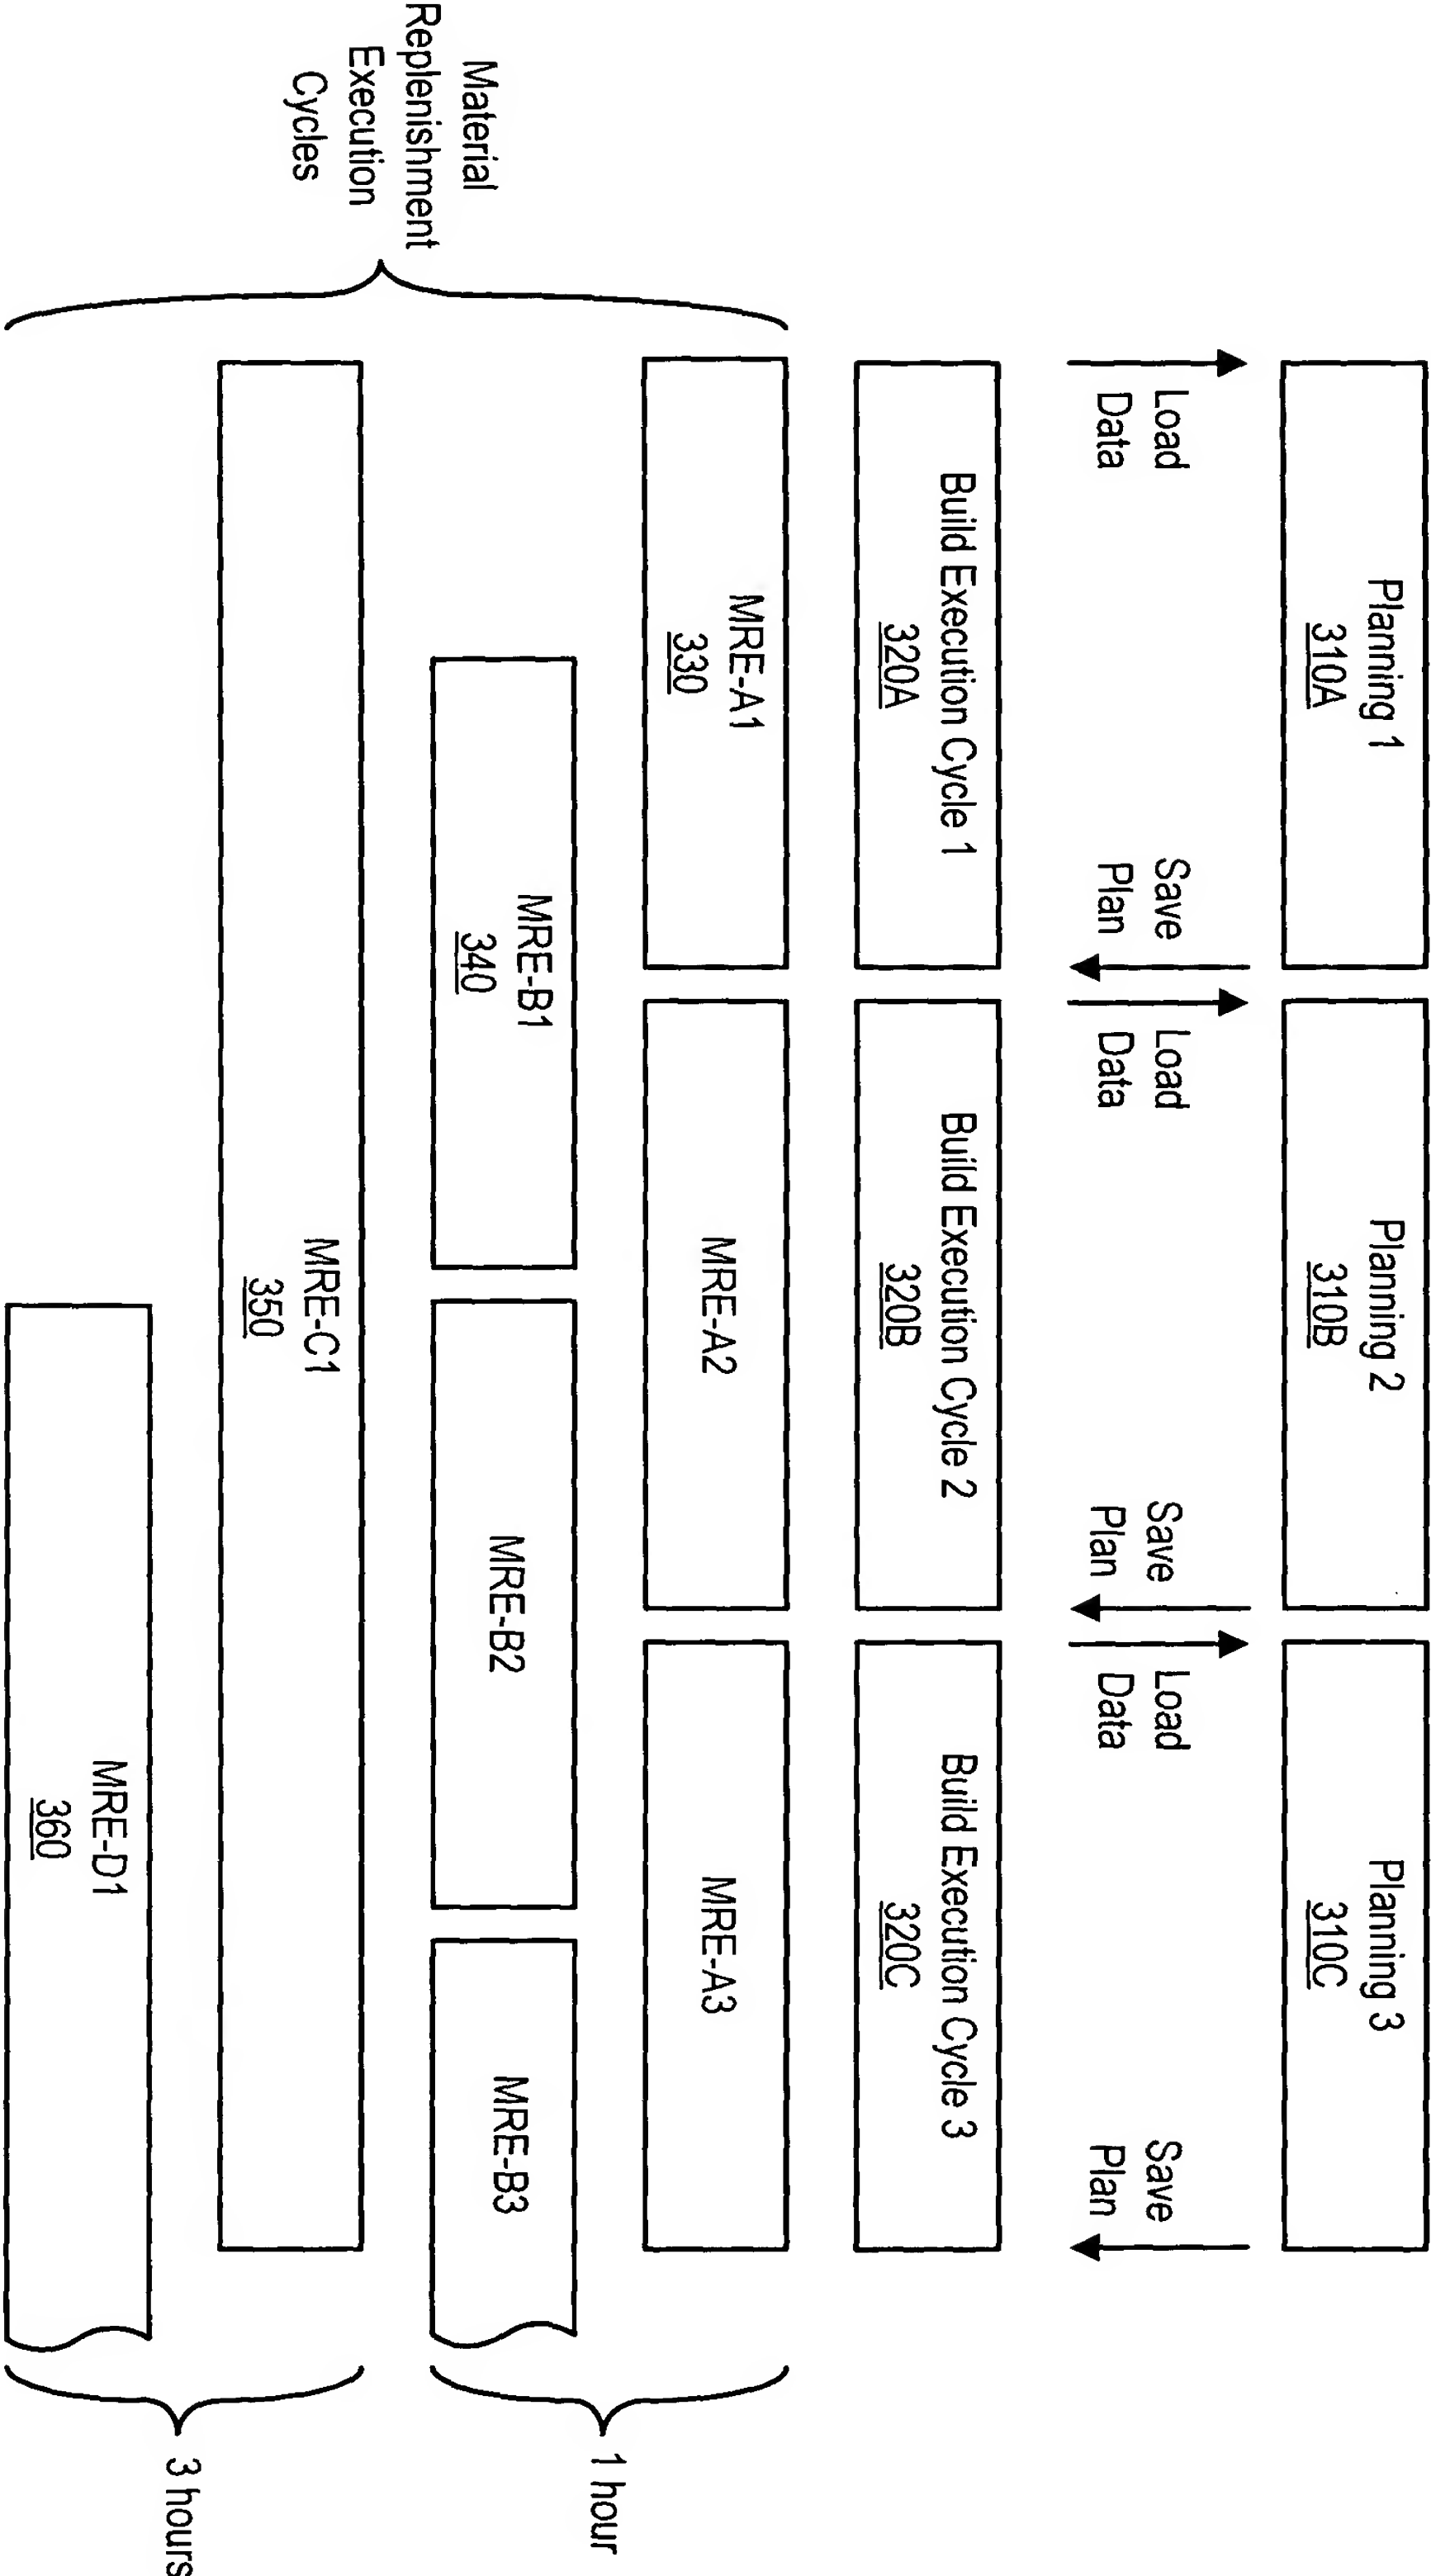 Planning 1
310A
Planning 2
310B
Planning 3
310C
Load
Data
Save
Plan
Load
Data
Save
Plan
Load
Data
Save
Plan
Build Execution Cycle 1
320A
Build Execution Cycle 2
320B
Build Execution Cycle 3
320C
Material
Replenishment
Execution
Cycles
MRE-A1
330
MRE-A2
MRE-A3
MRE-B1
340
MRE-B2
MRE-B3
1 hour
MRE-C1
350
MRE-D1
360
3 hours